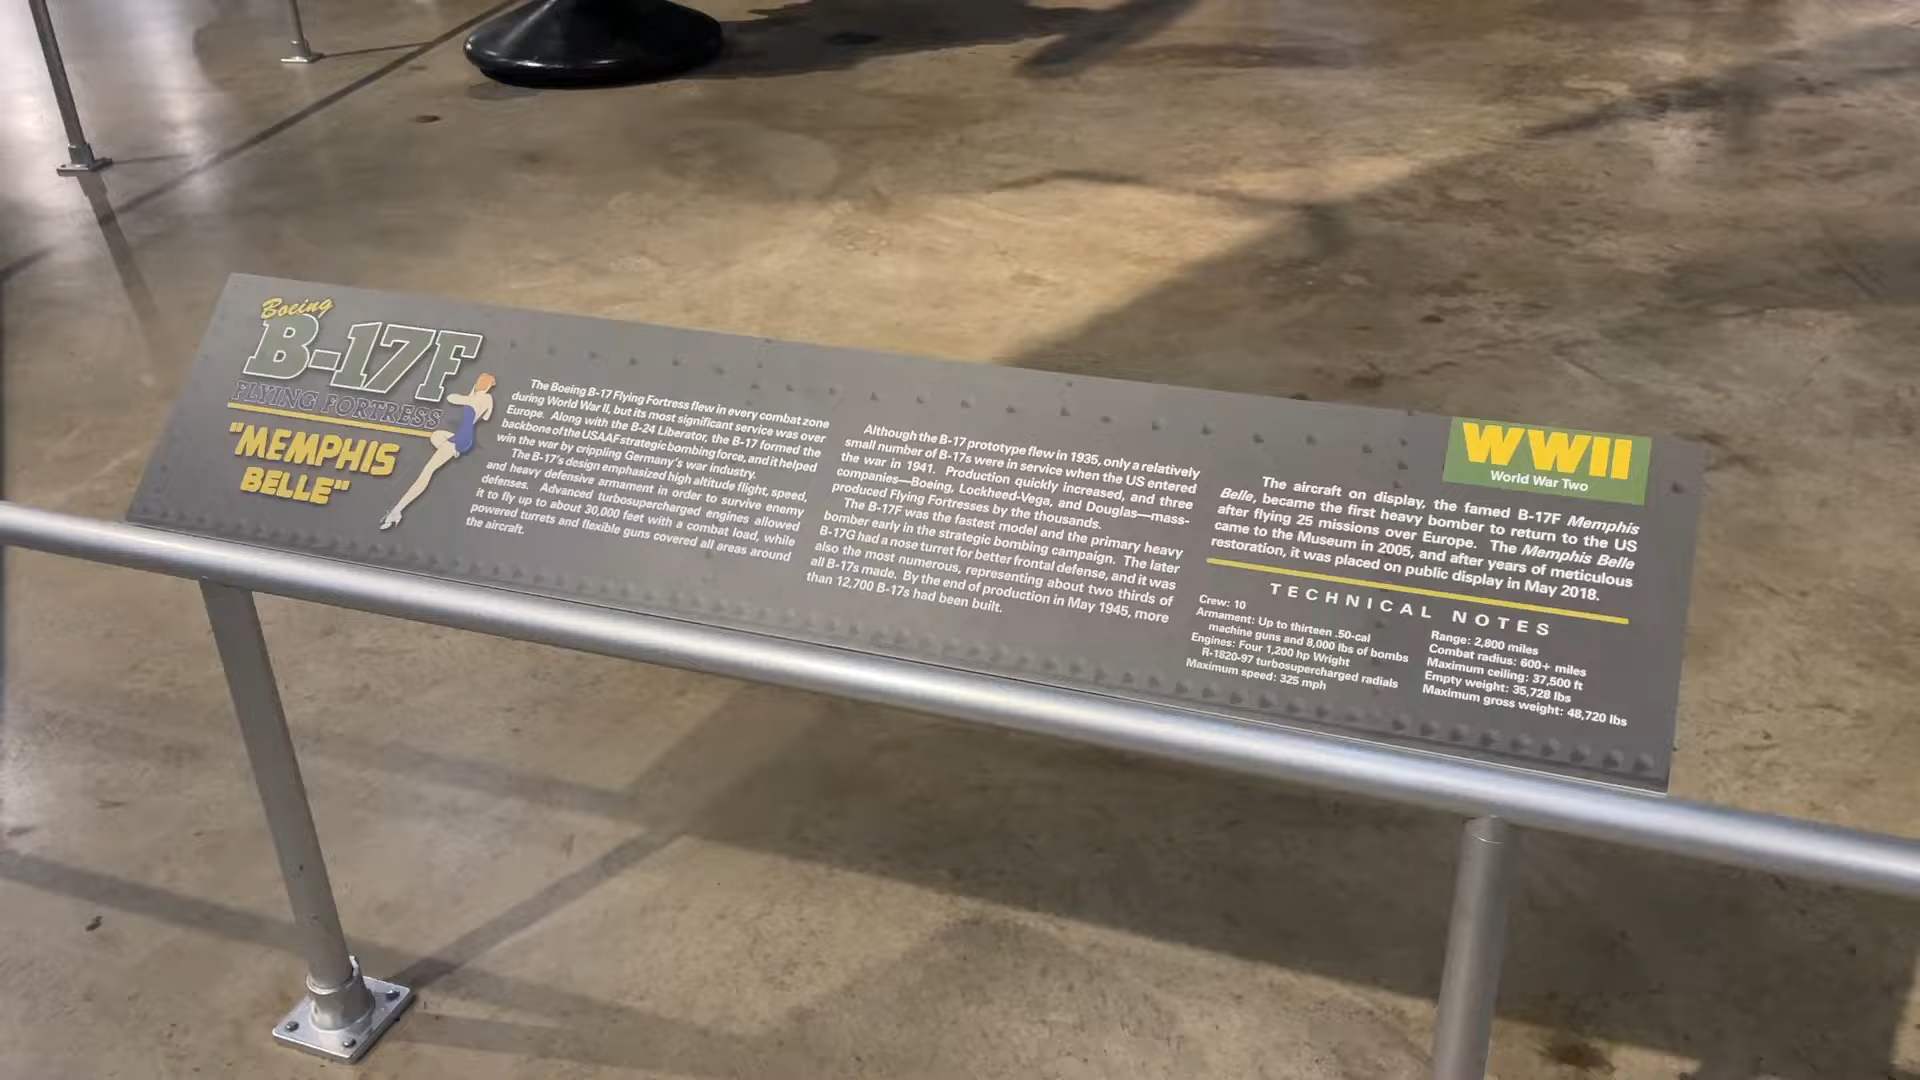 Boeing
B-17F
FLYING FORTRESS
"MEMPHIS
BELLE"
The Boeing B-17 Flying Fortress flew in every combat zone
during World War II, but its most significant service was over
Europe. Along with the B-24 Liberator, the B-17 formed the
backbone of the USAAF strategic bombing force, and it helped
win the war by crippling Germany's war industry.
The B-17's design emphasized high altitude flight, speed,
and heavy defensive armament in order to survive enemy
defenses. Advanced turbosupercharged engines allowed
it to fly up to about 30,000 feet with a combat load, while
powered turrets and flexible guns covered all areas around
the aircraft.
Although the B-17 prototype flew in 1935, only a relatively
small number of B-17s were in service when the US entered
the war in 1941. Production quickly increased, and three
companies—Boeing, Lockheed-Vega, and Douglas—mass-
produced Flying Fortresses by the thousands.
The B-17F was the fastest model and the primary heavy
bomber early in the strategic bombing campaign. The later
B-17G had a nose turret for better frontal defense, and it was
also the most numerous, representing about two thirds of
all B-17s made. By the end of production in May 1945, more
than 12,700 B-17s had been built.
WWII
World War Two
The aircraft on display, the famed B-17F Memphis
Belle, became the first heavy bomber to return to the US
after flying 25 missions over Europe. The Memphis Belle
came to the Museum in 2005, and after years of meticulous
restoration, it was placed on public display in May 2018.
TECHNICAL NOTES
Crew: 10
Armament: Up to thirteen .50-cal
machine guns and 8,000 lbs of bombs
Engines: Four 1,200 hp Wright
R-1820-97 turbosupercharged radials
Maximum speed: 325 mph
Range: 2,800 miles
Combat radius: 600+ miles
Maximum ceiling: 37,500 ft
Empty weight: 35,728 lbs
Maximum gross weight: 48,720 lbs